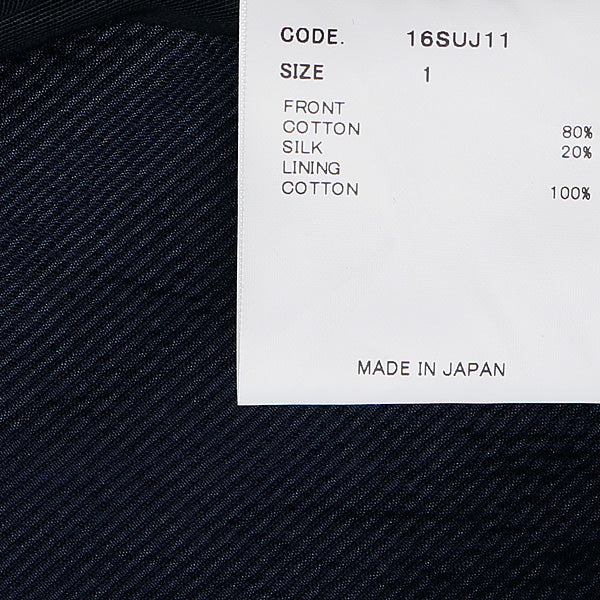 CODE. 16SUJ11
SIZE 1
FRONT
COTTON 80%
SILK 20%
LINING
COTTON 100%
MADE IN JAPAN